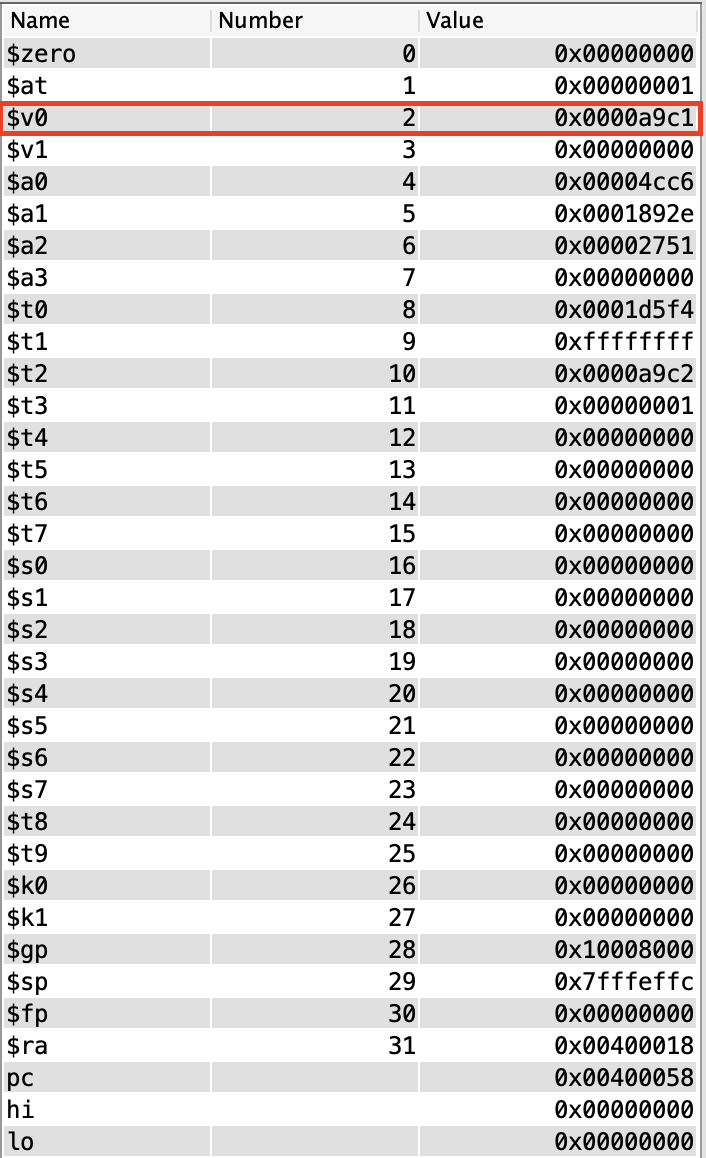 Name Number Value
$zero 0 0x00000000
$at 1 0x00000001
$v0 2 0x0000a9c1
$v1 3 0x00000000
$a0 4 0x00004cc6
$a1 5 0x0001892e
$a2 6 0x00002751
$a3 7 0x00000000
$t0 8 0x0001d5f4
$t1 9 0xffffffff
$t2 10 0x0000a9c2
$t3 11 0x00000001
$t4 12 0x00000000
$t5 13 0x00000000
$t6 14 0x00000000
$t7 15 0x00000000
$s0 16 0x00000000
$s1 17 0x00000000
$s2 18 0x00000000
$s3 19 0x00000000
$s4 20 0x00000000
$s5 21 0x00000000
$s6 22 0x00000000
$s7 23 0x00000000
$t8 24 0x00000000
$t9 25 0x00000000
$k0 26 0x00000000
$k1 27 0x00000000
$gp 28 0x10008000
$sp 29 0x7fffeffc
$fp 30 0x00000000
$ra 31 0x00400018
pc 0x00400058
hi 0x00000000
lo 0x00000000